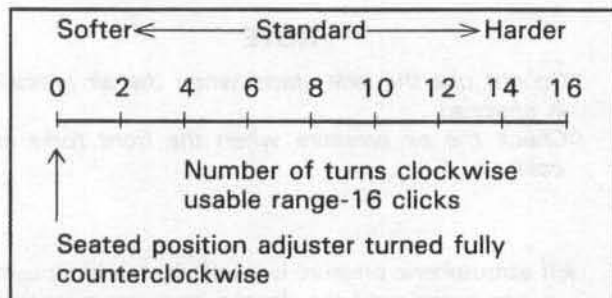 Softer Standard Harder
0 2 4 6 8 10 12 14 16
Number of turns clockwise
usable range-16 clicks
Seated position adjuster turned fully
counterclockwise